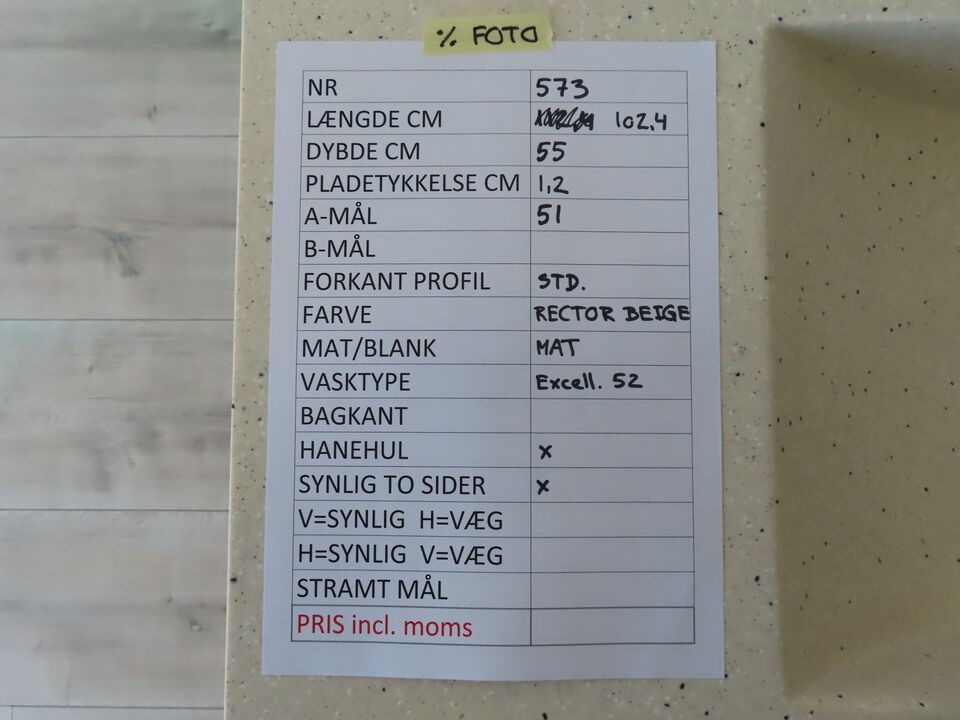 % FOTO
NR 573
LÆNGDE CM 102,4
DYBDE CM 55
PLADETYKKELSE CM 1,2
A-MÅL 51
B-MÅL
FORKANT PROFIL STD.
FARVE RECTOR BEIGE
MAT/BLANK MAT
VASKTYPE Excell. 52
BAGKANT
HANEHUL x
SYNLIG TO SIDER x
V=SYNLIG H=VÆG
H=SYNLIG V=VÆG
STRAMT MÅL
PRIS incl. moms